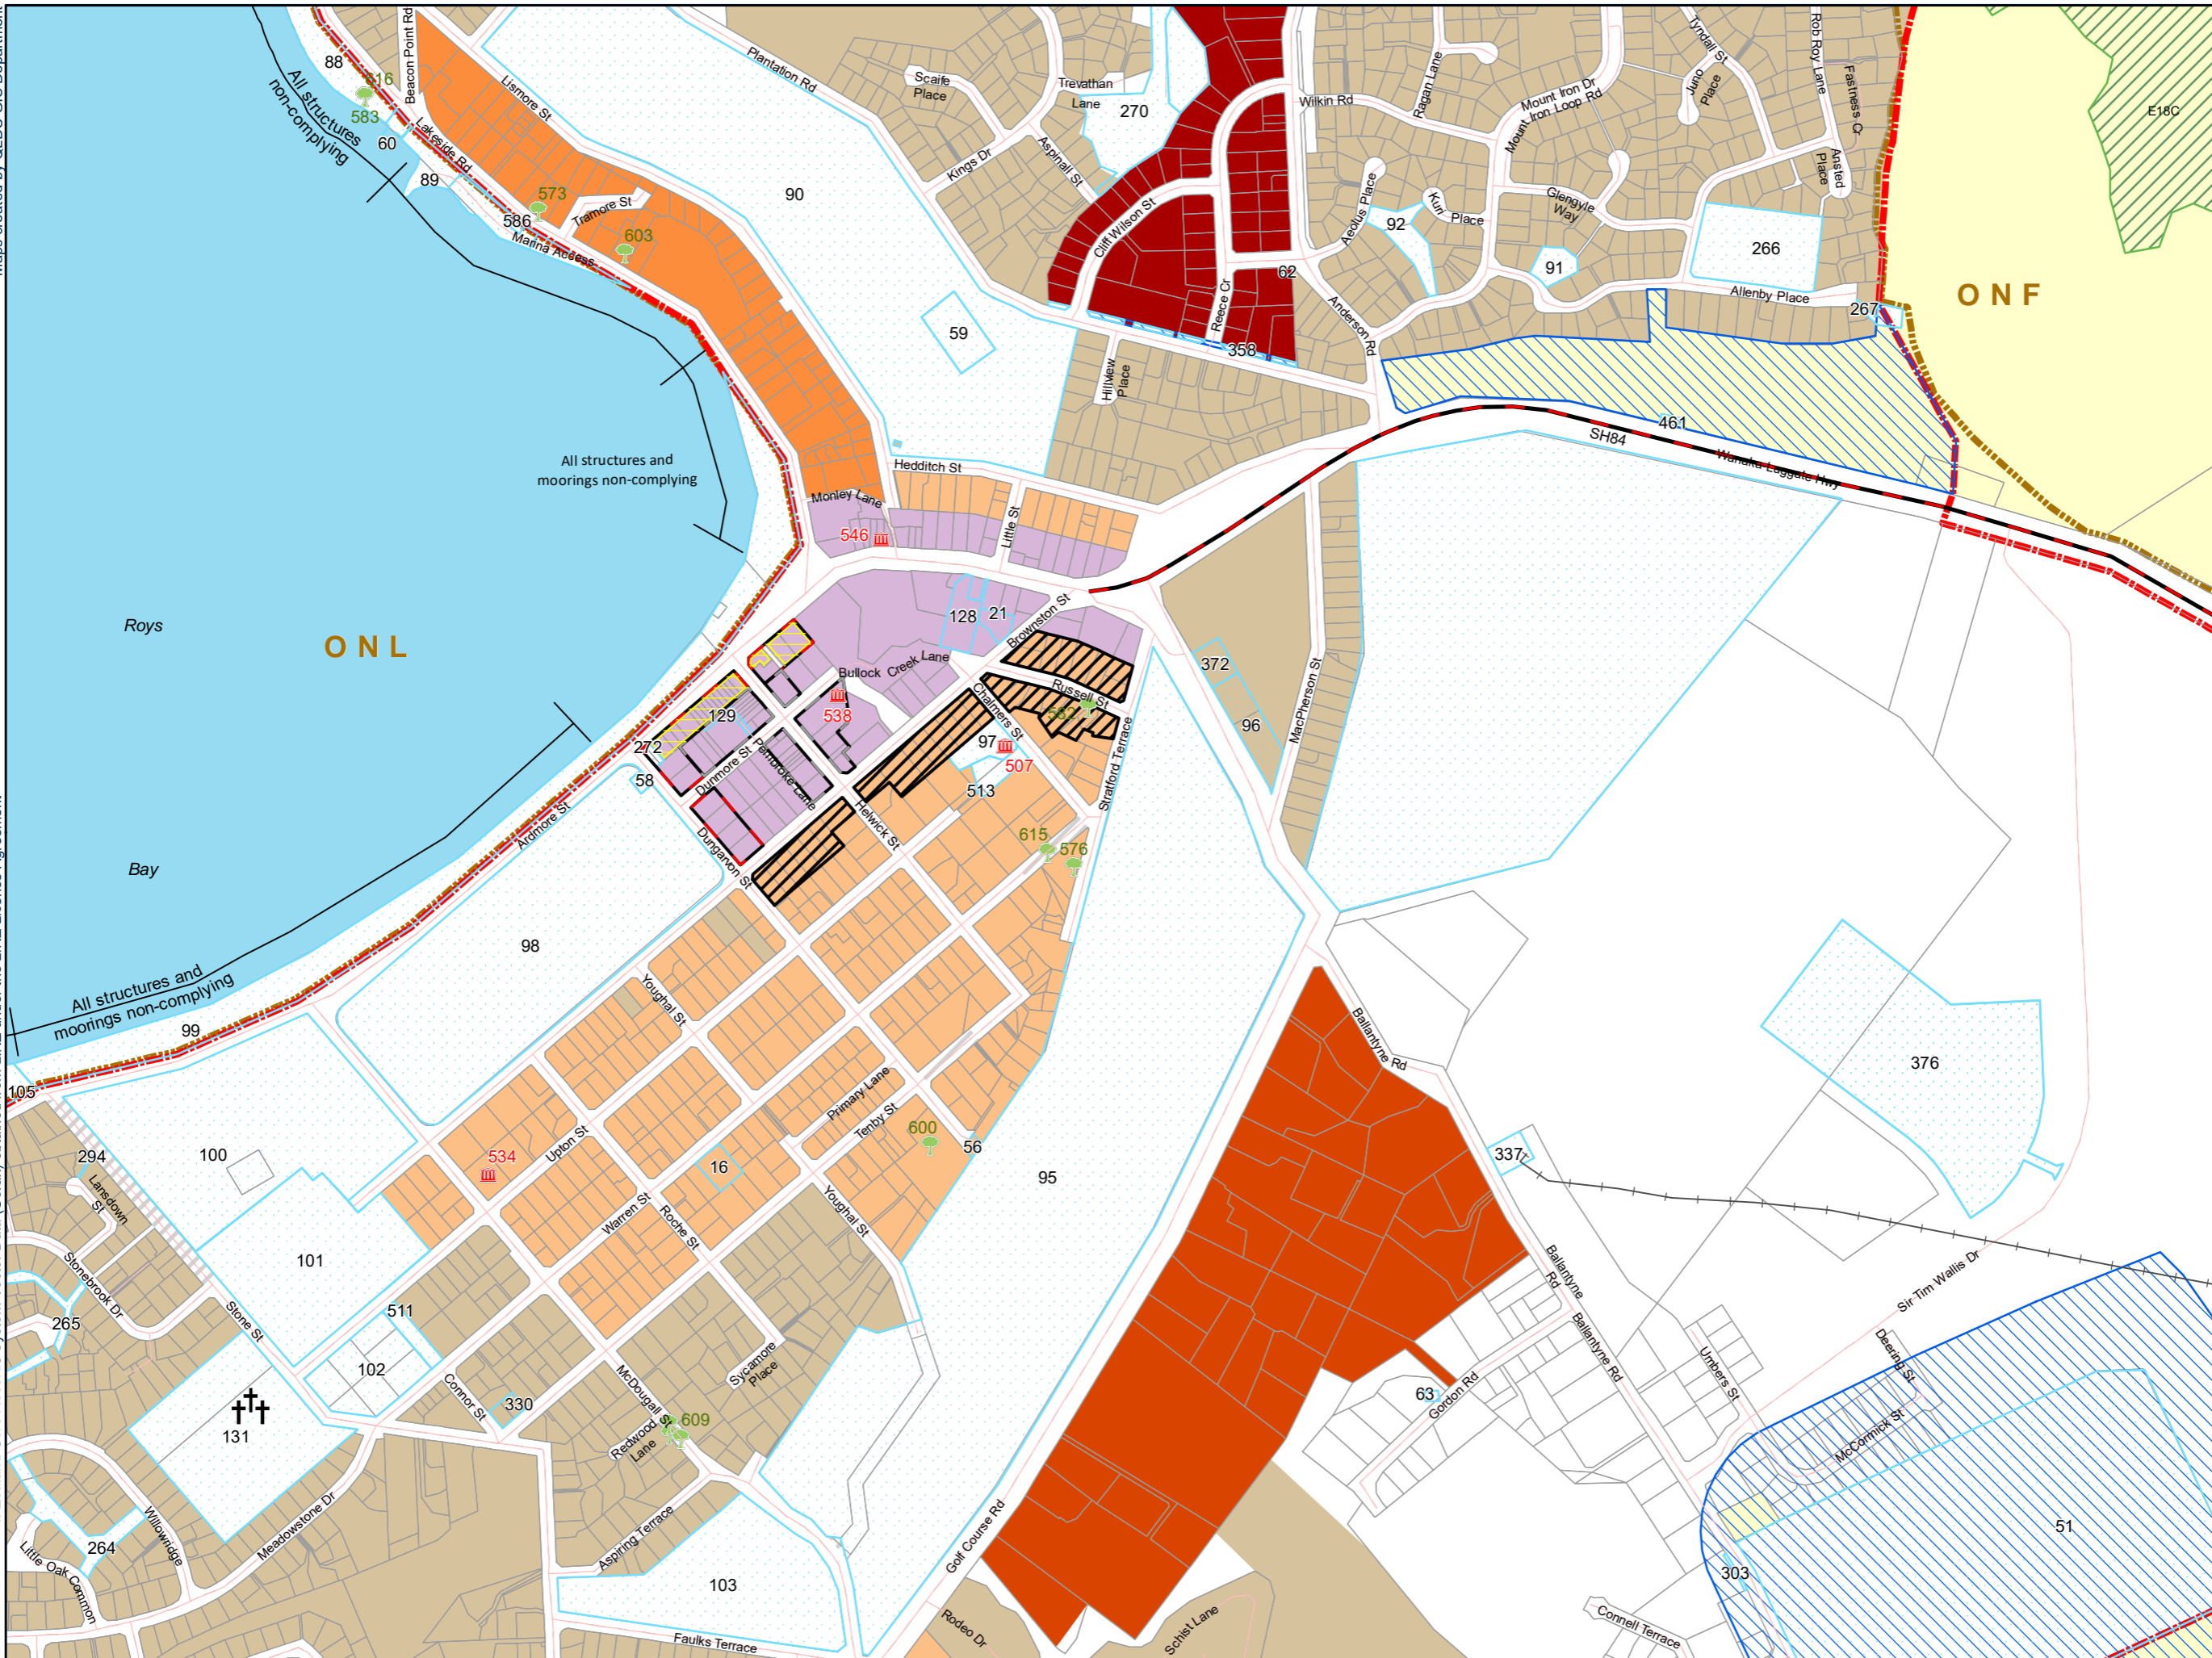 88
616
583
60
89
Beacon Point Rd
Lismore St
Lakeside Rd
573
586
Tramore St
603
Marina Access
All structures
non-complying
Plantation Rd
90
59
Scaife
Place
Trevathan
Lane
270
Kings Dr
Aspinall St
Cliff Wilson St
Reece Cr
62
358
Hillview
Place
Wilkin Rd
Ragan Lane
Mount Iron Dr
Mount Iron Loop Rd
Tyndall St
Juno
Place
Rob Roy Lane
Fastness Cr
Ansted
Place
Aeolus Place
92
Kuri Place
Glengyle
Way
91
266
Allenby Place
267
Anderson Rd
E18C
ONF
461
SH84
Wanaka Luggate Hwy
All structures and
moorings non-complying
Hedditch St
Monley Lane
546
Little St
Roys
ONL
Bay
128
21
Brownston St
Bullock Creek Lane
538
129
272
58
Dunmore St
Pembroke Lane
Russell St
Chalmers St
97
507
513
Stratford Terrace
372
96
MacPherson St
Ardmore St
Dungarvon St
Helwick St
615
576
98
All structures and
moorings non-complying
99
105
Youghal St
Primary Lane
Tenby St
600
56
95
Ballantyne Rd
376
337
294
Lansdown
St
100
534
Upton St
16
Warren St
Roche St
Youghal St
101
Stonebrook Dr
265
Stone St
511
102
Connor St
330
McDougall St
Sycamore
Place
609
Redwood
Lane
131
Ballantyne
Rd
Ballantyne Rd
Sir Tim Wallis Dr
Deering St
Umbers St
McCormick St
63
Gordon Rd
51
303
Willowridge
Meadowstone Dr
264
Little Oak Common
Aspiring Terrace
103
Faulks Terrace
Golf Course Rd
Rodeo Dr
Schist Lane
Connell Terrace